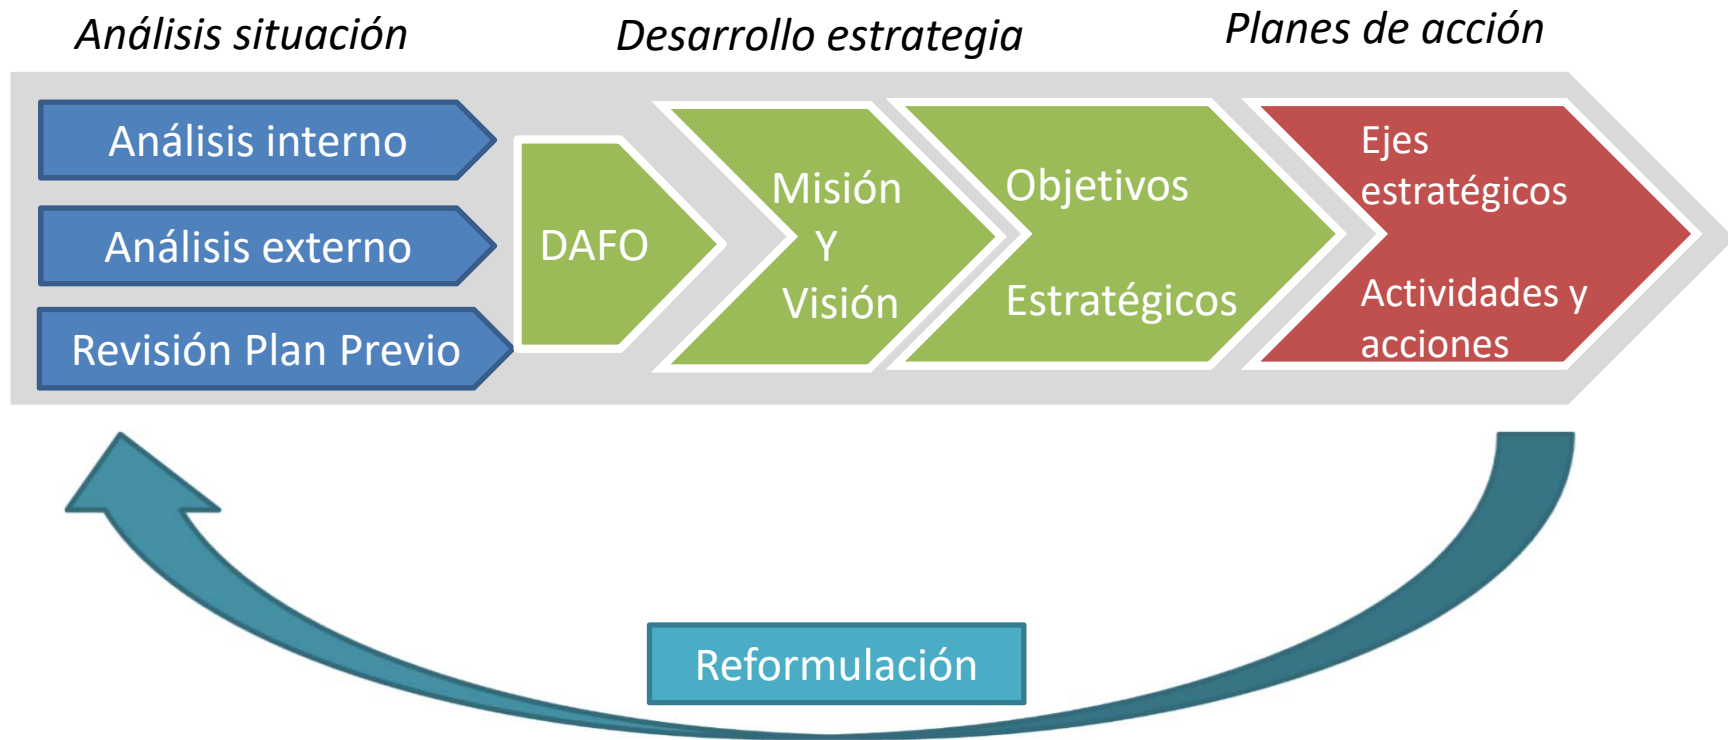 Análisis situación
Desarrollo estrategia
Planes de acción
Análisis interno
Análisis externo
Revisión Plan Previo
DAFO
Misión
Y
Visión
Objetivos
Estratégicos
Ejes
estratégicos
Actividades y
acciones
Reformulación